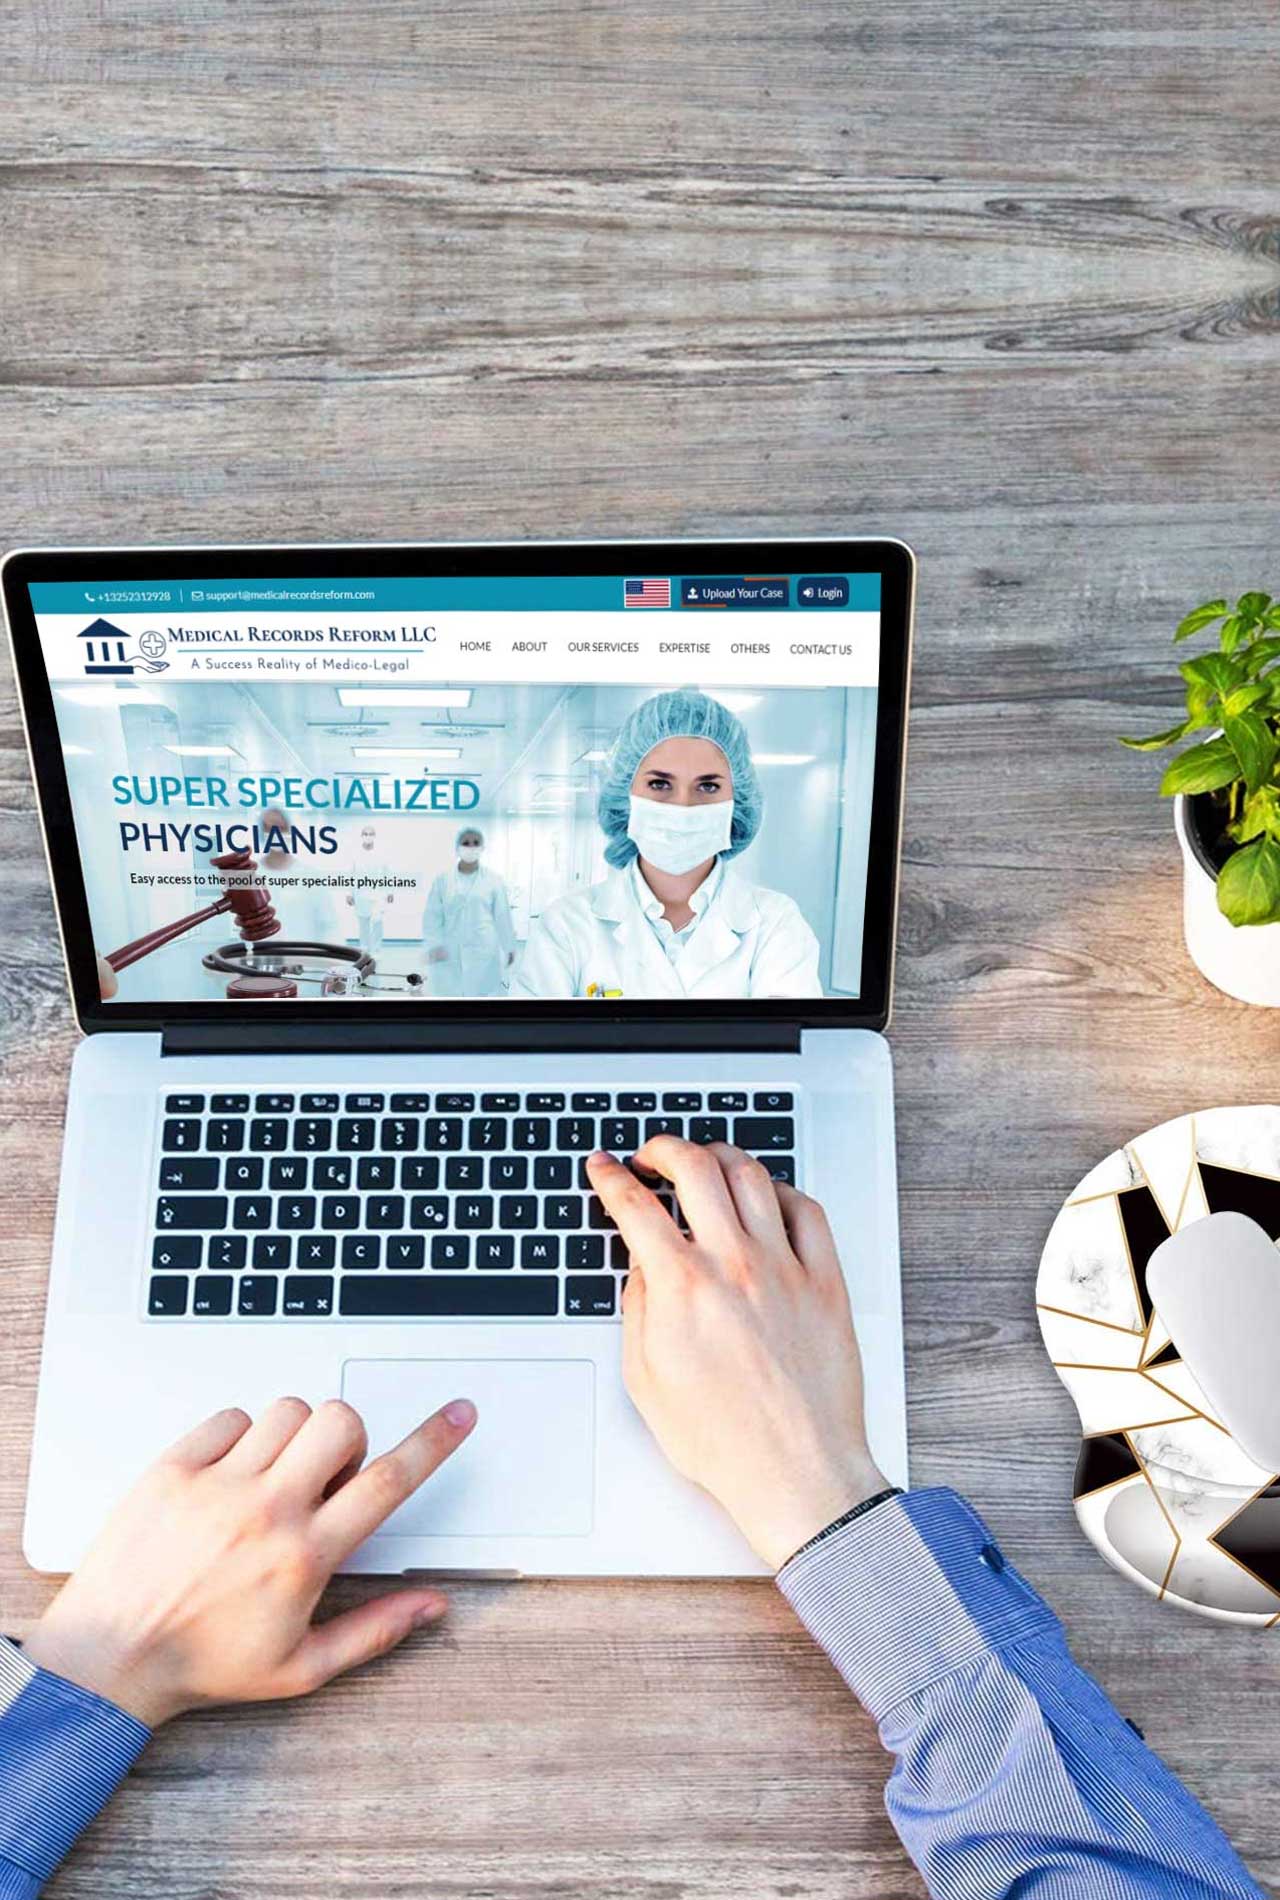 +13252312928 | support@medicalrecordsreform.com Upload Your Case Login
MEDICAL RECORDS REFORM LLC
A Success Reality of Medico-Legal
HOME ABOUT OUR SERVICES EXPERTISE OTHERS CONTACT US
SUPER SPECIALIZED
PHYSICIANS
Easy access to the pool of super specialist physicians
Q W E € R T Z U I
A S D F G H J K
Y X C V B N M
fn ctrl cmd ⌘ ⌘ cmd